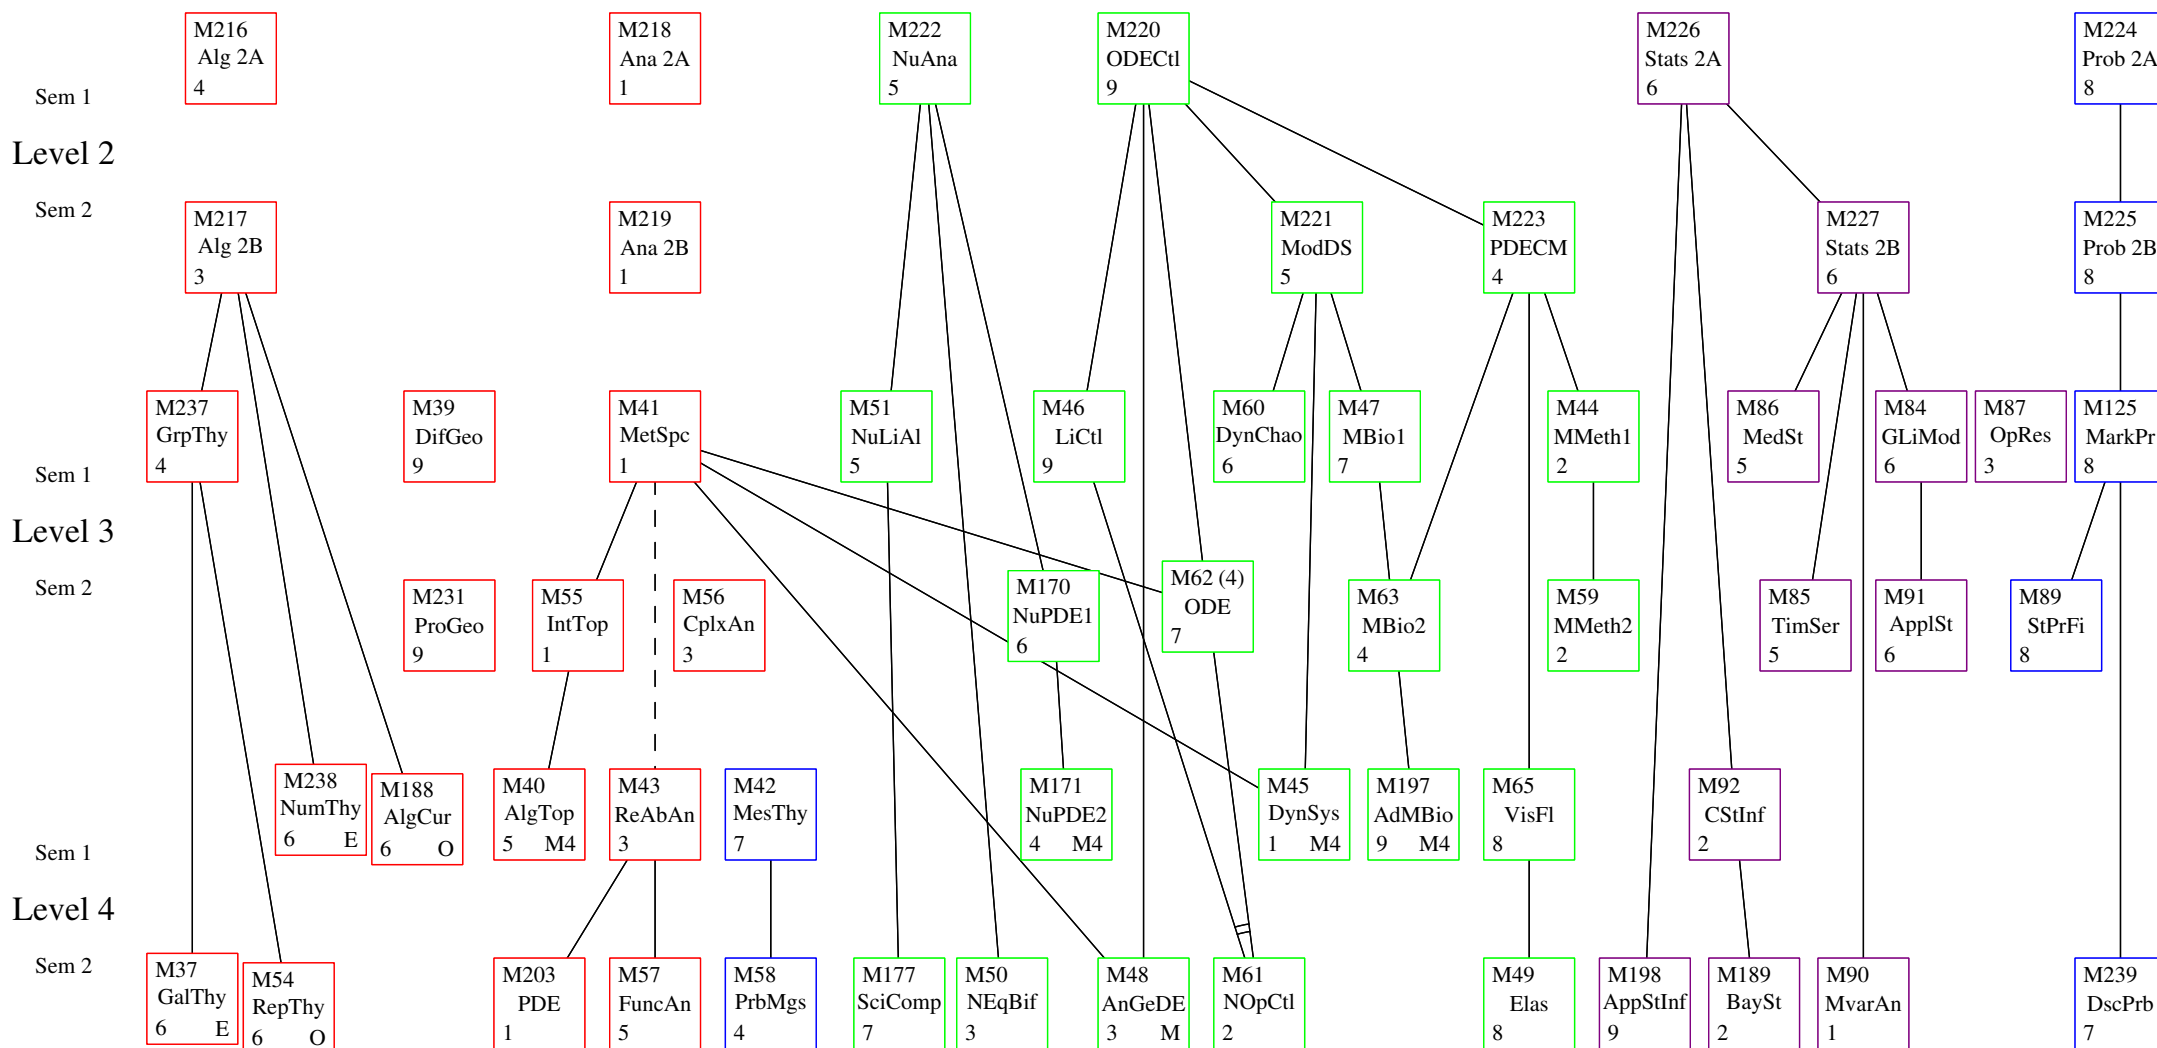 M216
Alg 2A
4
M218
Ana 2A
1
M222
NuAna
5
M220
ODECtl
9
M226
Stats 2A
6
M224
Prob 2A
8
Sem 1
Level 2
Sem 2
M217
Alg 2B
3
M219
Ana 2B
1
M221
ModDS
5
M223
PDECM
4
M227
Stats 2B
6
M225
Prob 2B
8
M237
GrpThy
4
M39
DifGeo
9
M41
MetSpc
1
M51
NuLiAl
5
M46
LiCtl
9
M60
DynChao
6
M47
MBio1
7
M44
MMeth1
2
M86
MedSt
5
M84
GLiMod
6
M87
OpRes
3
M125
MarkPr
8
Sem 1
Level 3
Sem 2
M231
ProGeo
9
M55
IntTop
1
M56
CplxAn
3
M170
NuPDE1
6
M62 (4)
ODE
7
M63
MBio2
4
M59
MMeth2
2
M85
TimSer
5
M91
ApplSt
6
M89
StPrFi
8
M238
NumThy
6 E
M188
AlgCur
6 O
M40
AlgTop
5 M4
M43
ReAbAn
3
M42
MesThy
7
M171
NuPDE2
4 M4
M45
DynSys
1 M4
M197
AdMBio
9 M4
M65
VisFl
8
M92
CStInf
2
Sem 1
Level 4
Sem 2
M37
GalThy
6 E
M54
RepThy
6 O
M203
PDE
1
M57
FuncAn
5
M58
PrbMgs
4
M177
SciComp
7
M50
NEqBif
3
M48
AnGeDE
3 M
M61
NOpCtl
2
M49
Elas
8
M198
AppStInf
9
M189
BaySt
2
M90
MvarAn
1
M239
DscPrb
7